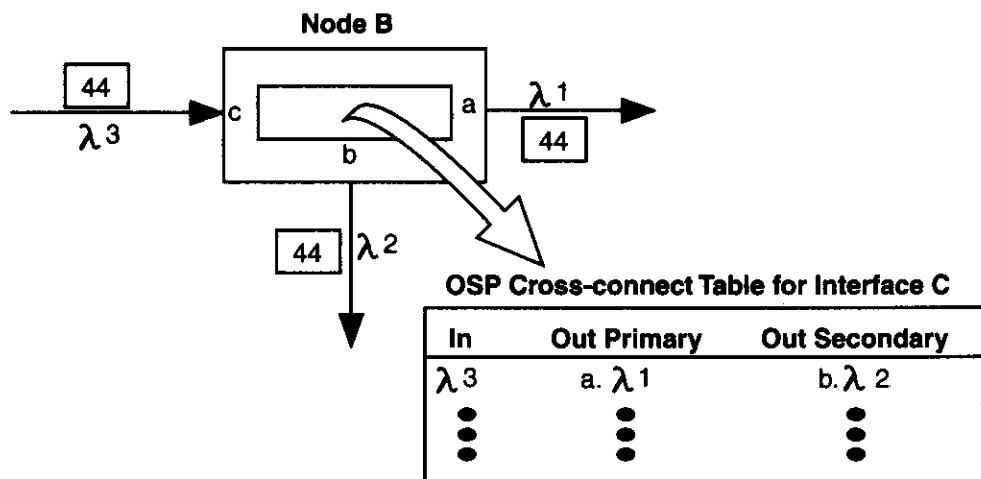 Node B
44
λ3
c
a
b
λ1
44
44
λ2
OSP Cross-connect Table for Interface C
In Out Primary Out Secondary
λ3 a. λ1 b. λ2